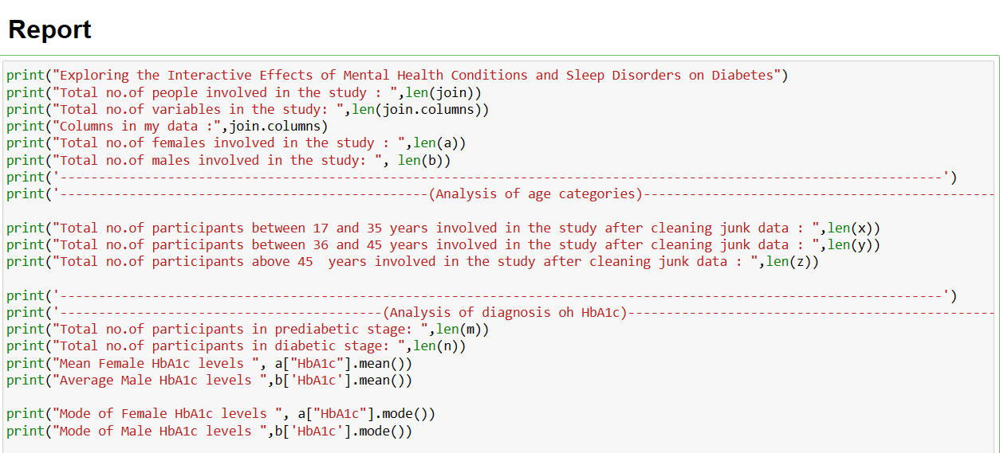 Report
print("Exploring the Interactive Effects of Mental Health Conditions and Sleep Disorders on Diabetes")
print("Total no.of people involved in the study : ",len(join))
print("Total no.of variables in the study: ",len(join.columns))
print("Columns in my data :",join.columns)
print("Total no.of females involved in the study : ",len(a))
print("Total no.of males involved in the study: ", len(b))
print('-------------------------------------------------------------------------------------------------------------------')
print('------------------------------------------------(Analysis of age categories)----------------------------------------------
print("Total no.of participants between 17 and 35 years involved in the study after cleaning junk data : ",len(x))
print("Total no.of participants between 36 and 45 years involved in the study after cleaning junk data : ",len(y))
print("Total no.of participants above 45  years involved in the study after cleaning junk data : ",len(z))
print('-------------------------------------------------------------------------------------------------------------------')
print('------------------------------------------(Analysis of diagnosis oh HbA1c)------------------------------------------------
print("Total no.of participants in prediabetic stage: ",len(m))
print("Total no.of participants in diabetic stage: ",len(n))
print("Mean Female HbA1c levels ", a["HbA1c"].mean())
print("Average Male HbA1c levels ",b['HbA1c'].mean())
print("Mode of Female HbA1c levels ", a["HbA1c"].mode())
print("Mode of Male HbA1c levels ",b['HbA1c'].mode())